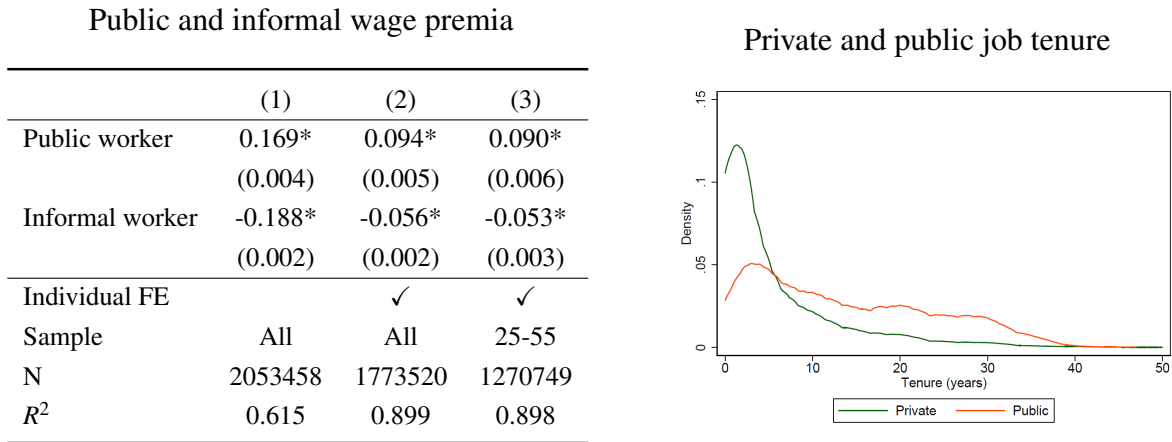 Public and informal wage premia
(1) (2) (3)
Public worker 0.169* 0.094* 0.090*
(0.004) (0.005) (0.006)
Informal worker -0.188* -0.056* -0.053*
(0.002) (0.002) (0.003)
Individual FE ✓ ✓
Sample All All 25-55
N 2053458 1773520 1270749
R² 0.615 0.899 0.898
Private and public job tenure
.15
.1
.05
0
Density
0 10 20 30 40 50
Tenure (years)
Private Public